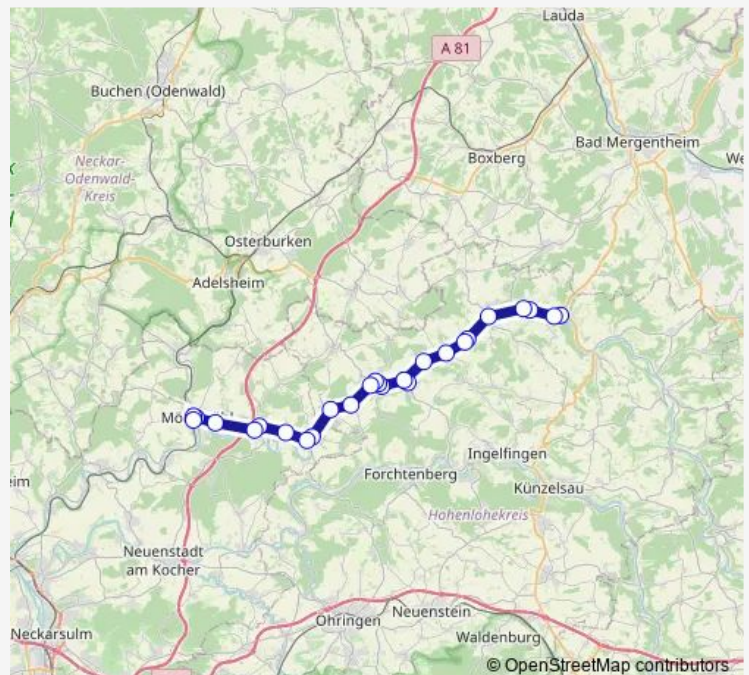 Lauda
A 81
Buchen (Odenwald)
Bad Mergentheim
Boxberg
Neckar-
Odenwald-
Kreis
Osterburken
Adelsheim
Ingelfingen
Forchtenberg
Künzelsau
Hohenlohekreis
Neuenstadt
am Kocher
Neuenstein
Öhringen
Neckarsulm
Waldenburg
© OpenStreetMap contributors